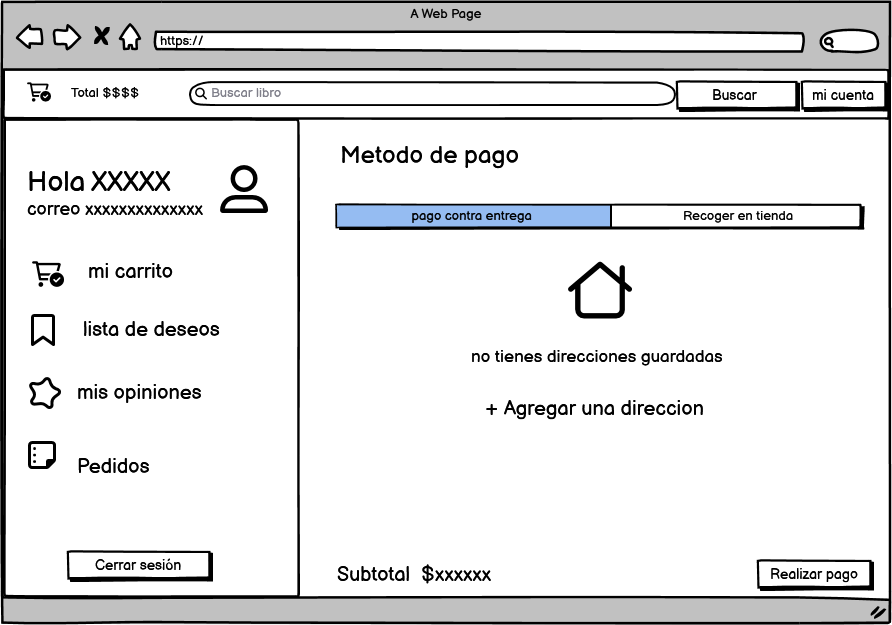 A Web Page
https://
Total $$$$
Buscar libro
Buscar
mi cuenta
Hola XXXXX
correo xxxxxxxxxxxxxx
mi carrito
lista de deseos
mis opiniones
Pedidos
Cerrar sesión
Metodo de pago
pago contra entrega
Recoger en tienda
no tienes direcciones guardadas
+ Agregar una direccion
Subtotal $xxxxxx
Realizar pago